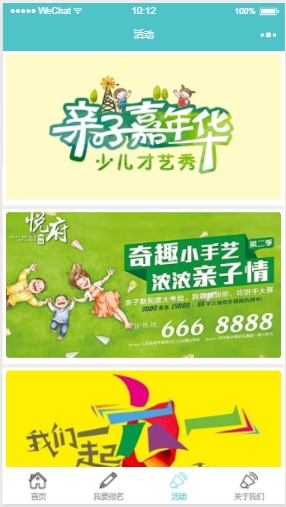 WeChat
10:12
100%
活动
亲子嘉年华
少儿才艺秀
悦府
奇趣小手艺
第二季
浓浓亲子情
666 8888
我们一起
六一
首页
我要报名
活动
关于我们